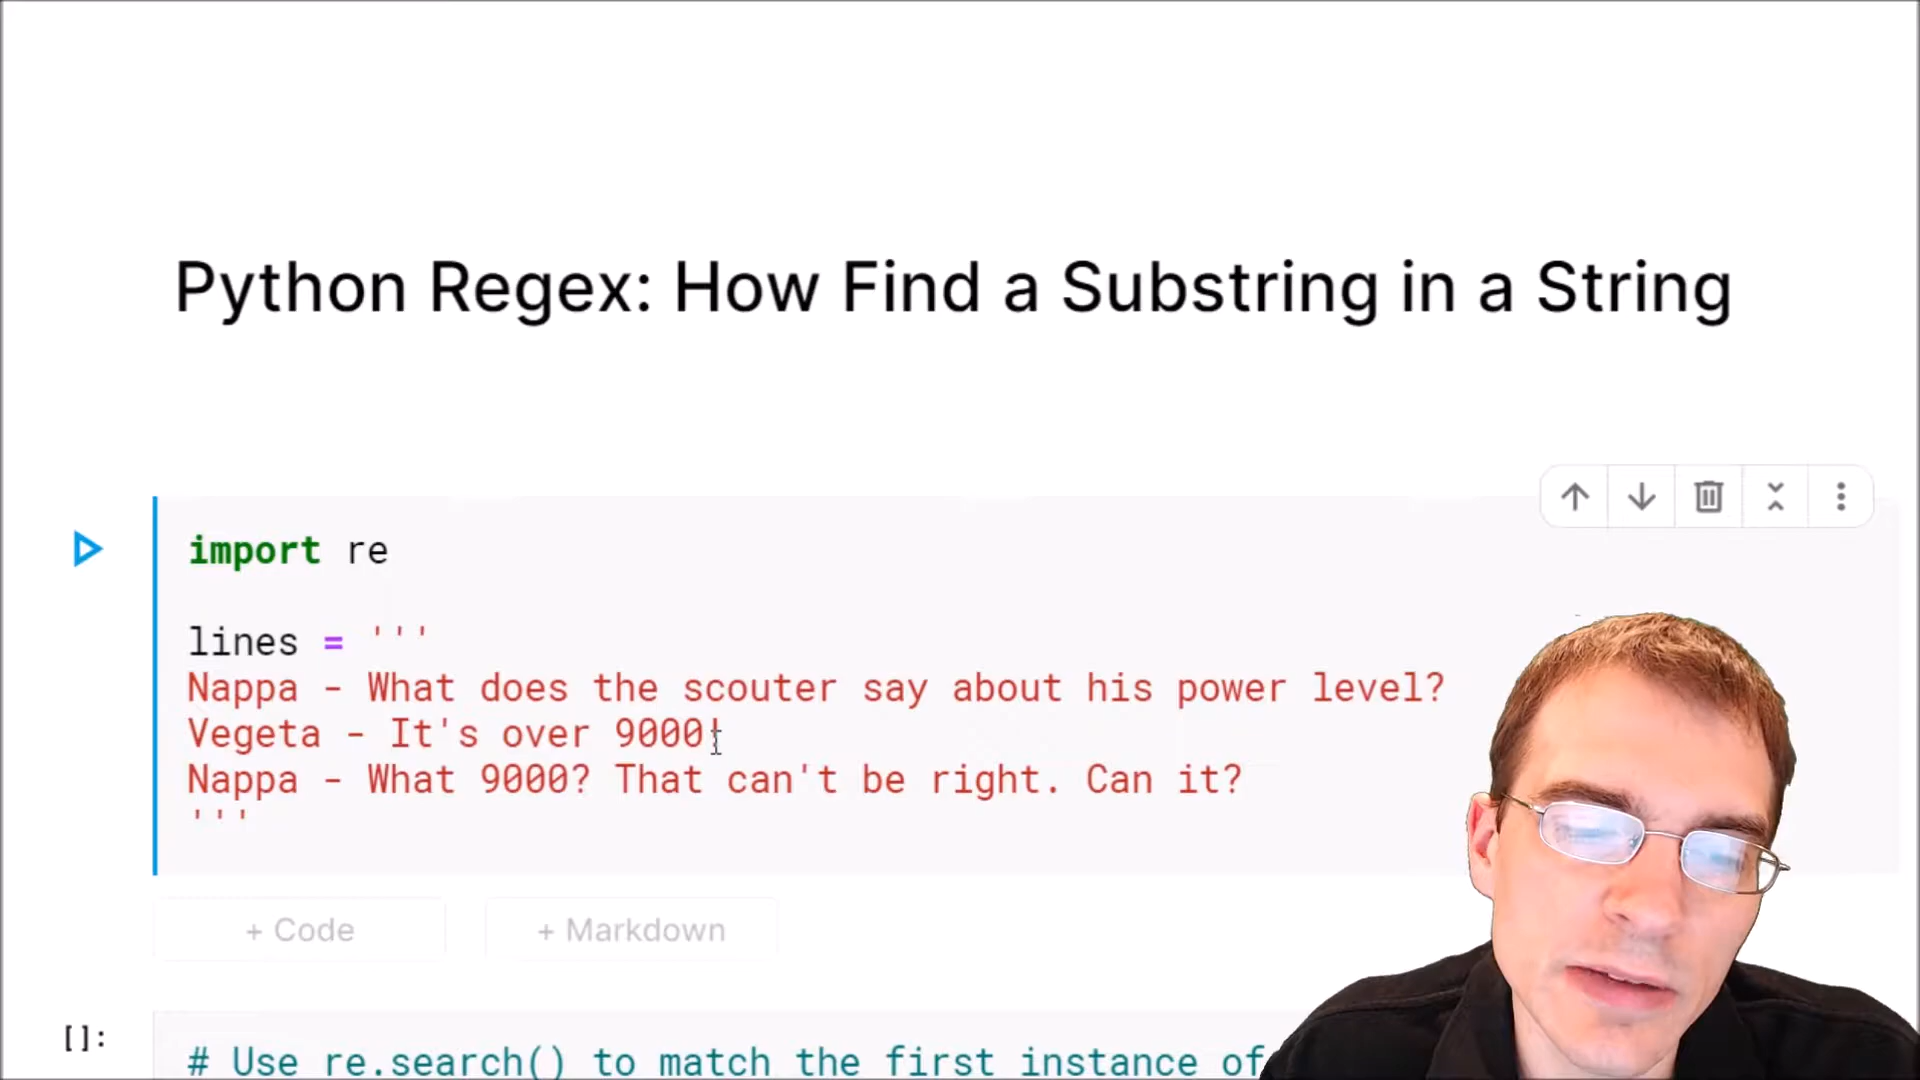 Python Regex: How Find a Substring in a String
import re
lines = '''
Nappa - What does the scouter say about his power level?
Vegeta - It's over 9000!
Nappa - What 9000? That can't be right. Can it?
'''
+ Code
+ Markdown
[]:
# Use re.search() to match the first instance of